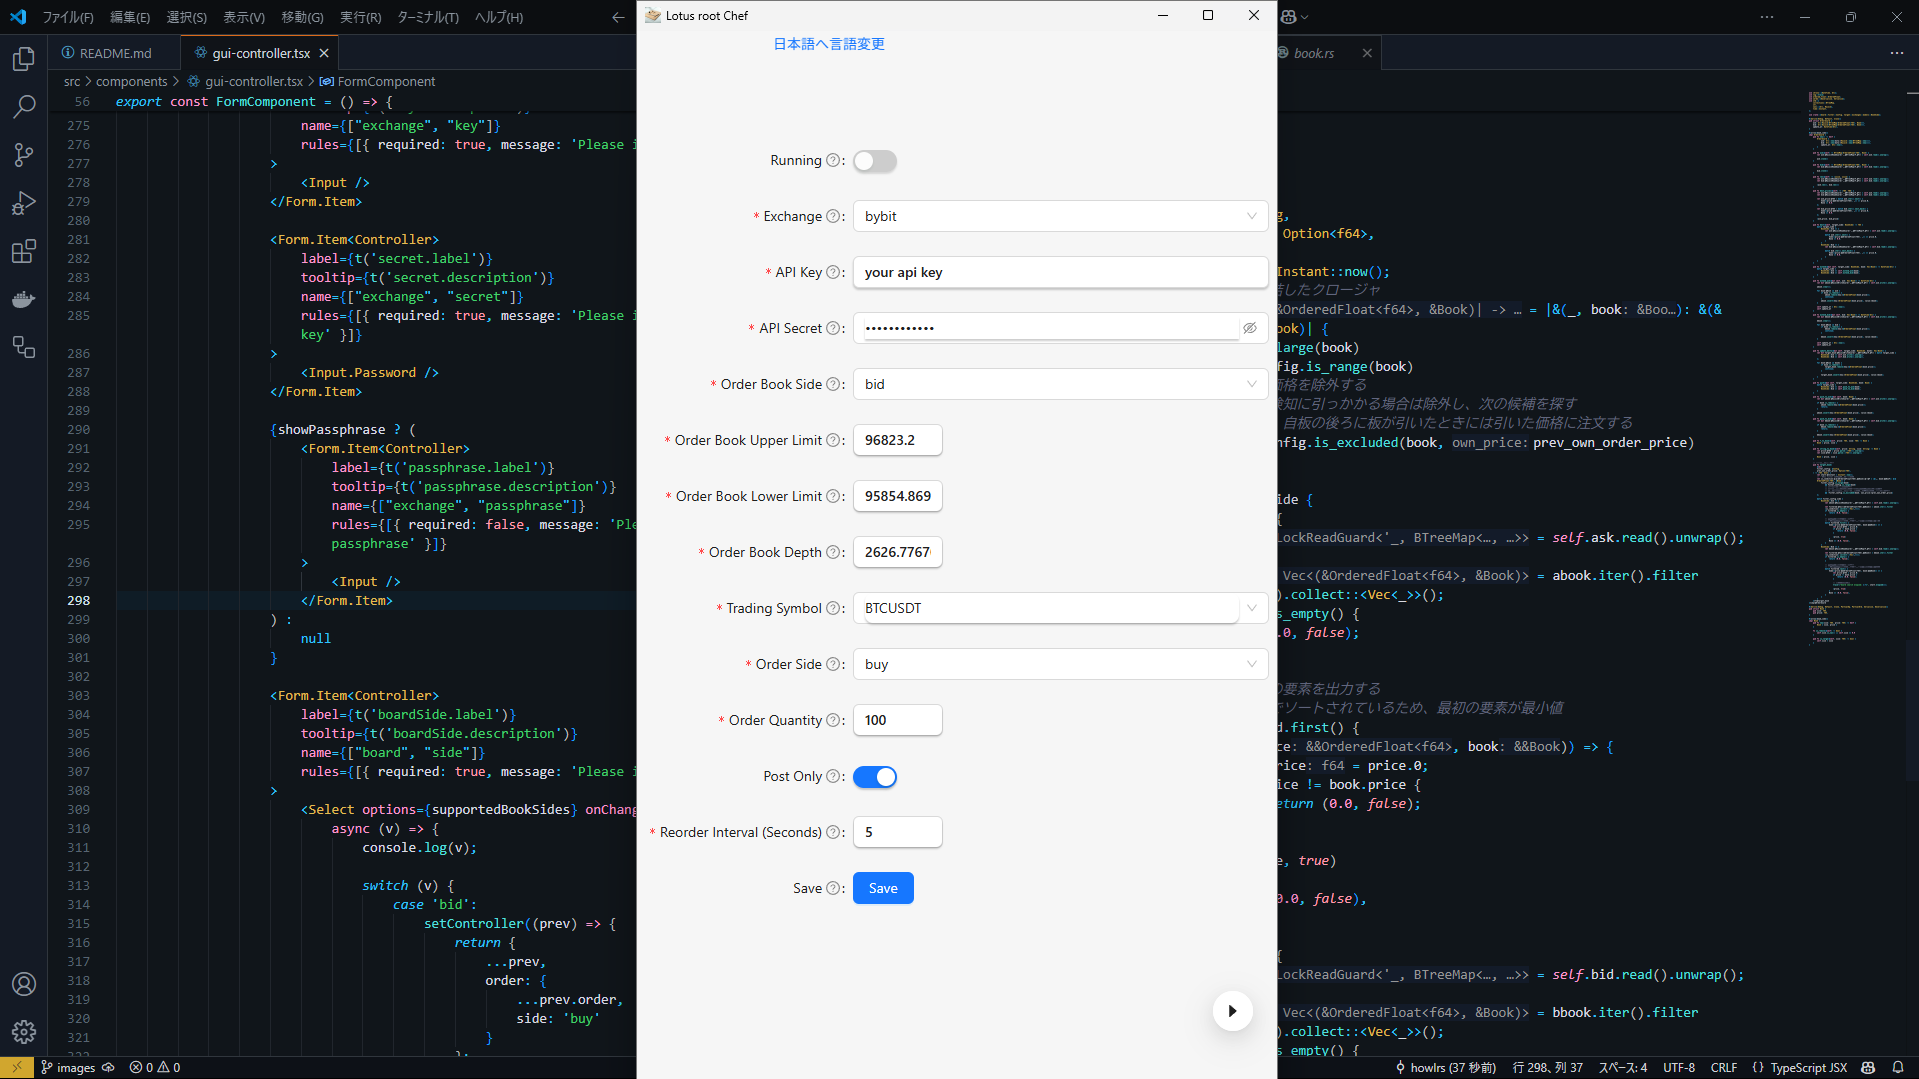 ファイル(F) 編集(E) 選択(S) 表示(V) 移動(G) 実行(R) ターミナル(T) ヘルプ(H)
README.md
gui-controller.tsx
src > components > gui-controller.tsx > FormComponent
56 export const FormComponent = () => {
275 name={["exchange", "key"]}
276 rules={[{ required: true, message: 'Please i
277 >
278 <Input />
279 </Form.Item>
280
281 <Form.Item<Controller>
282 label={t('secret.label')}
283 tooltip={t('secret.description')}
284 name={["exchange", "secret"]}
285 rules={[{ required: true, message: 'Please i
key' }]}
286 >
287 <Input.Password />
288 </Form.Item>
289
290 {showPassphrase ? (
291 <Form.Item<Controller>
292 label={t('passphrase.label')}
293 tooltip={t('passphrase.description')}
294 name={["exchange", "passphrase"]}
295 rules={[{ required: false, message: 'Ple
passphrase' }]}
296 >
297 <Input />
298 </Form.Item>
299 ) :
300 null
301 }
302
303 <Form.Item<Controller>
304 label={t('boardSide.label')}
305 tooltip={t('boardSide.description')}
306 name={["board", "side"]}
307 rules={[{ required: true, message: 'Please i
308 >
309 <Select options={supportedBookSides} onChang
310 async (v) => {
311 console.log(v);
312
313 switch (v) {
314 case 'bid':
315 setController((prev) => {
316 return {
317 ...prev,
318 order: {
319 ...prev.order,
320 side: 'buy'
321 }
Lotus root Chef
日本語へ言語変更
Running :
* Exchange : bybit
* API Key : your api key
* API Secret : ••••••••••••
* Order Book Side : bid
* Order Book Upper Limit : 96823.2
* Order Book Lower Limit : 95854.869
* Order Book Depth : 2626.7767
* Trading Symbol : BTCUSDT
* Order Side : buy
* Order Quantity : 100
Post Only :
* Reorder Interval (Seconds) : 5
Save : Save
book.rs
g,
Option<f64>,
Instant::now();
話したクロージャ
&OrderedFloat<f64>, &Book)| -> … = |&(_, book: &Boo…): &(&
ook)| {
large(book)
fig.is_range(book)
価格を除外する
検知に引っかかる場合は除外し、次の候補を探す
自板の後ろに板が引いたときには引いた価格に注文する
nfig.is_excluded(book, own_price: prev_own_order_price)
ide {
{
LockReadGuard<'_, BTreeMap<…, …>> = self.ask.read().unwrap();
Vec<(&OrderedFloat<f64>, &Book)> = abook.iter().filter
).collect::<Vec<_>>();
s_empty() {
.0, false);
の要素を出力する
でソートされているため、最初の要素が最小値
d.first() {
ce: &&OrderedFloat<f64>, book: &&Book)) => {
rice: f64 = price.0;
ice != book.price {
eturn (0.0, false);
e, true)
0.0, false),
{
LockReadGuard<'_, BTreeMap<…, …>> = self.bid.read().unwrap();
Vec<(&OrderedFloat<f64>, &Book)> = bbook.iter().filter
).collect::<Vec<_>>();
s_empty() {
images 0 0
howlrs (37 秒前) 行 298、列 37 スペース: 4 UTF-8 CRLF {} TypeScript JSX